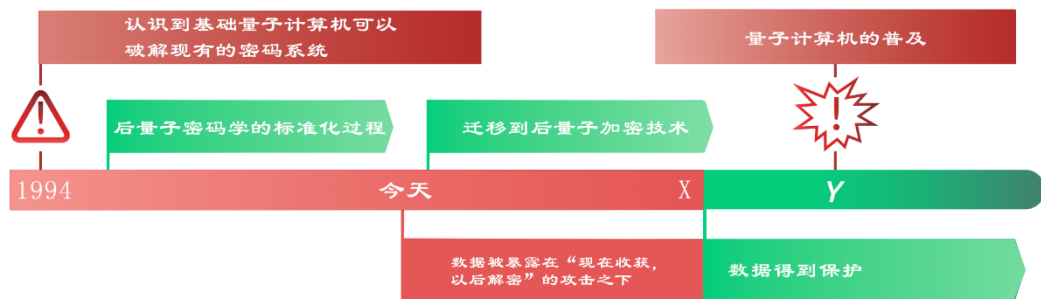 认识到基础量子计算机可以
破解现有的密码系统
量子计算机的普及
!
!
后量子密码学的标准化过程
迁移到后量子加密技术
1994
今天
X
Y
数据被暴露在“现在收获，
以后解密”的攻击之下
数据得到保护